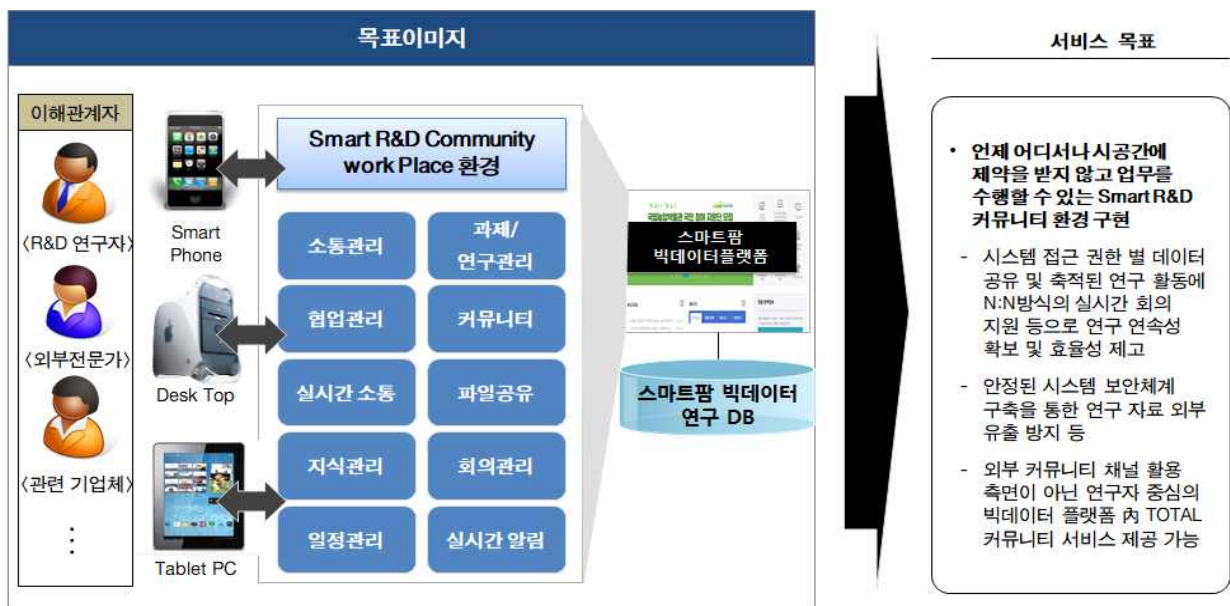 목표이미지
이해관계자
〈R&D 연구자〉
〈외부전문가〉
〈관련 기업체〉
Smart
Phone
Desk Top
Tablet PC
Smart R&D Community
work Place 환경
소통관리
과제/
연구관리
협업관리
커뮤니티
실시간 소통
파일공유
지식관리
회의관리
일정관리
실시간 알림
스마트팜
빅데이터플랫폼
스마트팜 빅데이터
연구 DB
서비스 목표
• 언제 어디서나 시공간에
제약을 받지 않고 업무를
수행할 수 있는 Smart R&D
커뮤니티 환경 구현
- 시스템 접근 권한 별 데이터
공유 및 축적된 연구 활동에
N:N방식의 실시간 회의
지원 등으로 연구 연속성
확보 및 효율성 제고
- 안정된 시스템 보안체계
구축을 통한 연구 자료 외부
유출 방지 등
- 외부 커뮤니티 채널 활용
측면이 아닌 연구자 중심의
빅데이터 플랫폼 內 TOTAL
커뮤니티 서비스 제공 가능